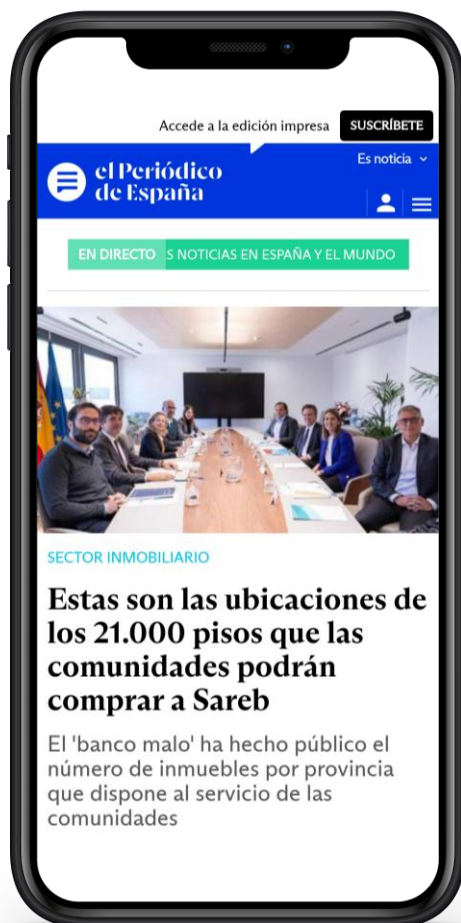 Accede a la edición impresa SUSCRÍBETE
Es noticia
el Periódico
de España
EN DIRECTO S NOTICIAS EN ESPAÑA Y EL MUNDO
SECTOR INMOBILIARIO
Estas son las ubicaciones de
los 21.000 pisos que las
comunidades podrán
comprar a Sareb
El 'banco malo' ha hecho público el
número de inmuebles por provincia
que dispone al servicio de las
comunidades